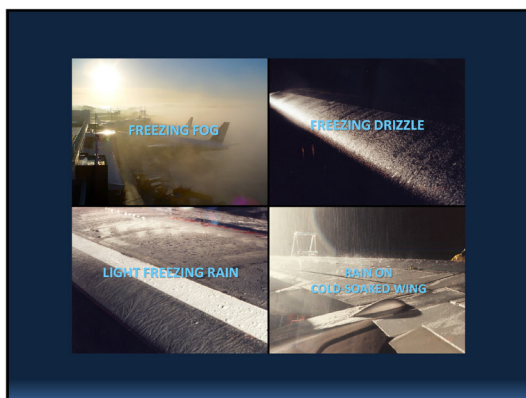 FREEZING FOG
FREEZING DRIZZLE
LIGHT FREEZING RAIN
RAIN ON
COLD SOAKED WING